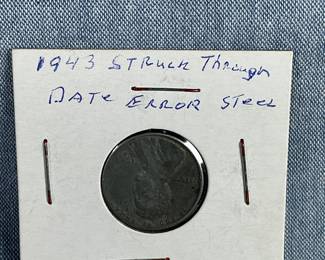 1943 Struck Through
Date Error Steel